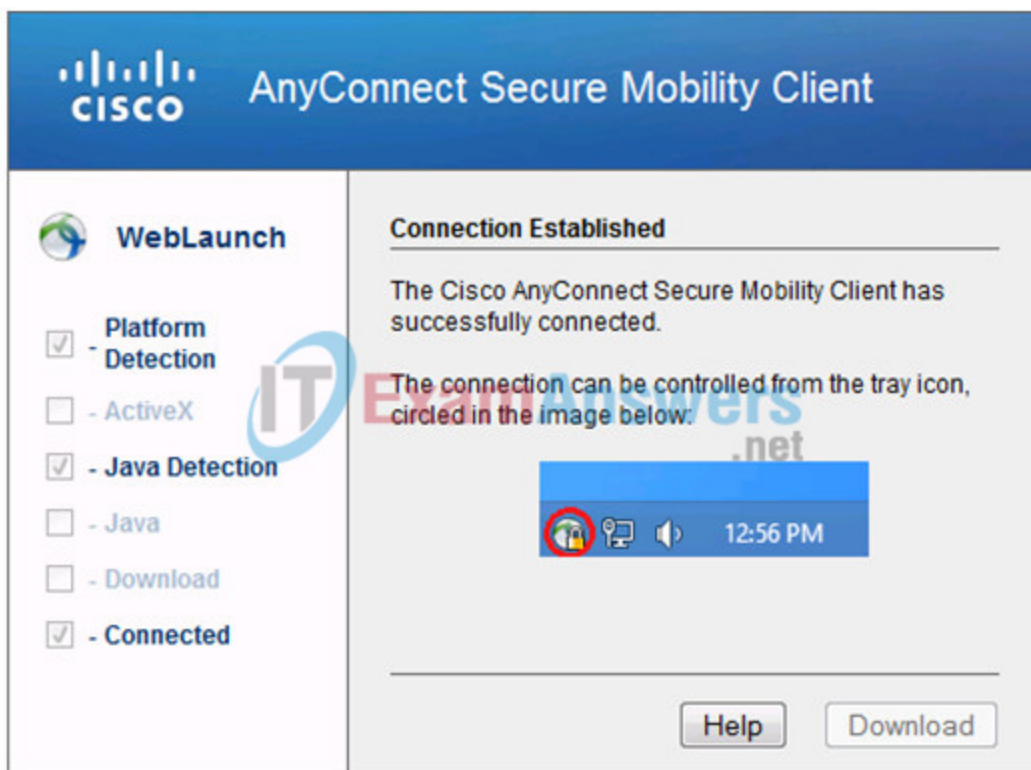 CISCO
AnyConnect Secure Mobility Client
WebLaunch
- Platform
Detection
- ActiveX
- Java Detection
- Java
- Download
- Connected
Connection Established
The Cisco AnyConnect Secure Mobility Client has
successfully connected.
The connection can be controlled from the tray icon,
circled in the image below:
ITExamAnswers
.net
12:56 PM
Help
Download